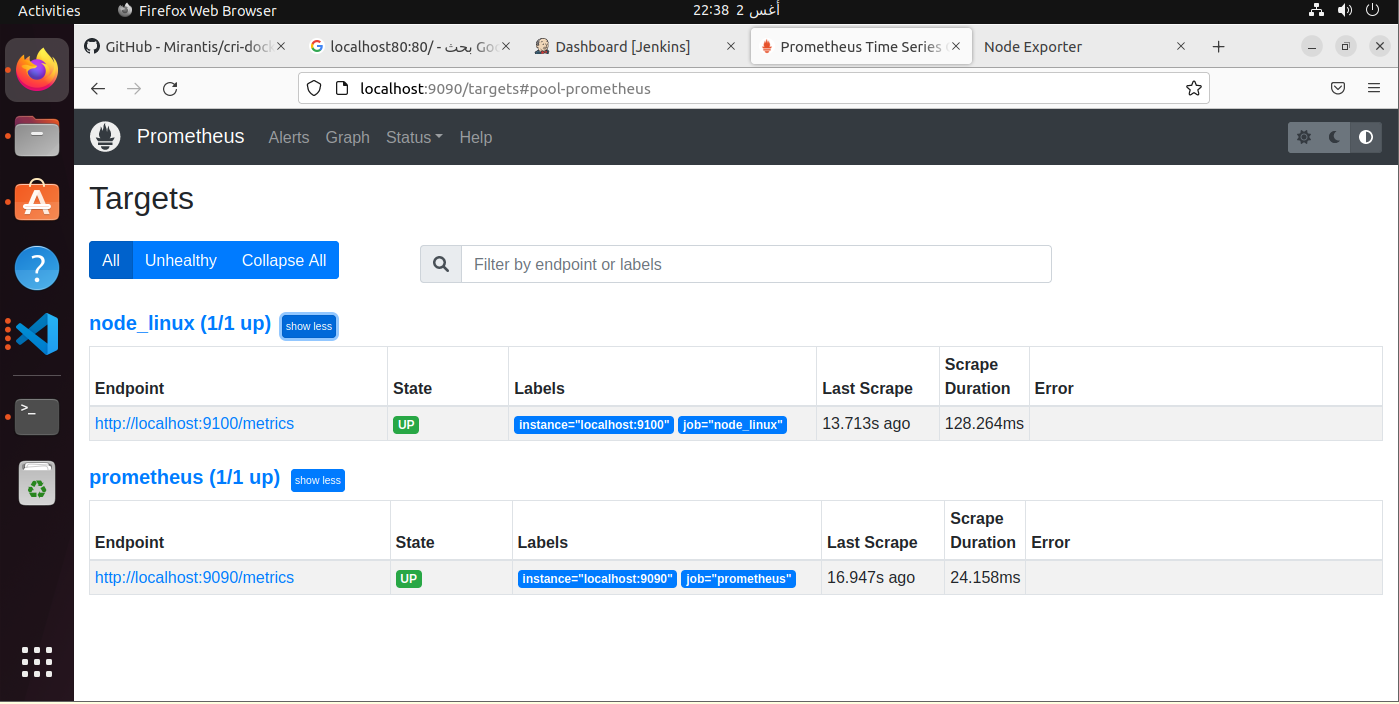 Activities Firefox Web Browser 22:38 2 أغس
GitHub - Mirantis/cri-dock localhost80:80/ - بحث Goo Dashboard [Jenkins] Prometheus Time Series Node Exporter
localhost:9090/targets#pool-prometheus
Prometheus Alerts Graph Status Help
Targets
All Unhealthy Collapse All Filter by endpoint or labels
node_linux (1/1 up) show less
Endpoint State Labels Last Scrape Scrape Duration Error
http://localhost:9100/metrics UP instance="localhost:9100" job="node_linux" 13.713s ago 128.264ms
prometheus (1/1 up) show less
Endpoint State Labels Last Scrape Scrape Duration Error
http://localhost:9090/metrics UP instance="localhost:9090" job="prometheus" 16.947s ago 24.158ms